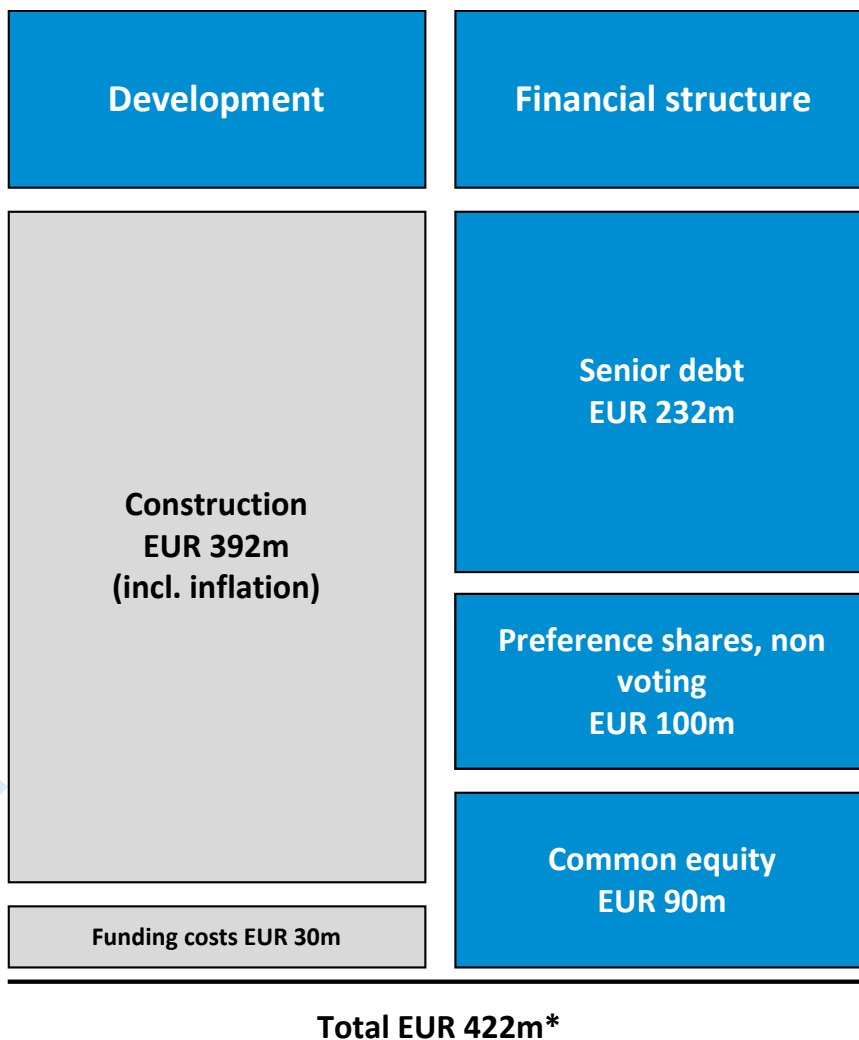 Development
Financial structure
Construction
EUR 392m
(incl. inflation)
Funding costs EUR 30m
Senior debt
EUR 232m
Preference shares, non
voting
EUR 100m
Common equity
EUR 90m
Total EUR 422m*